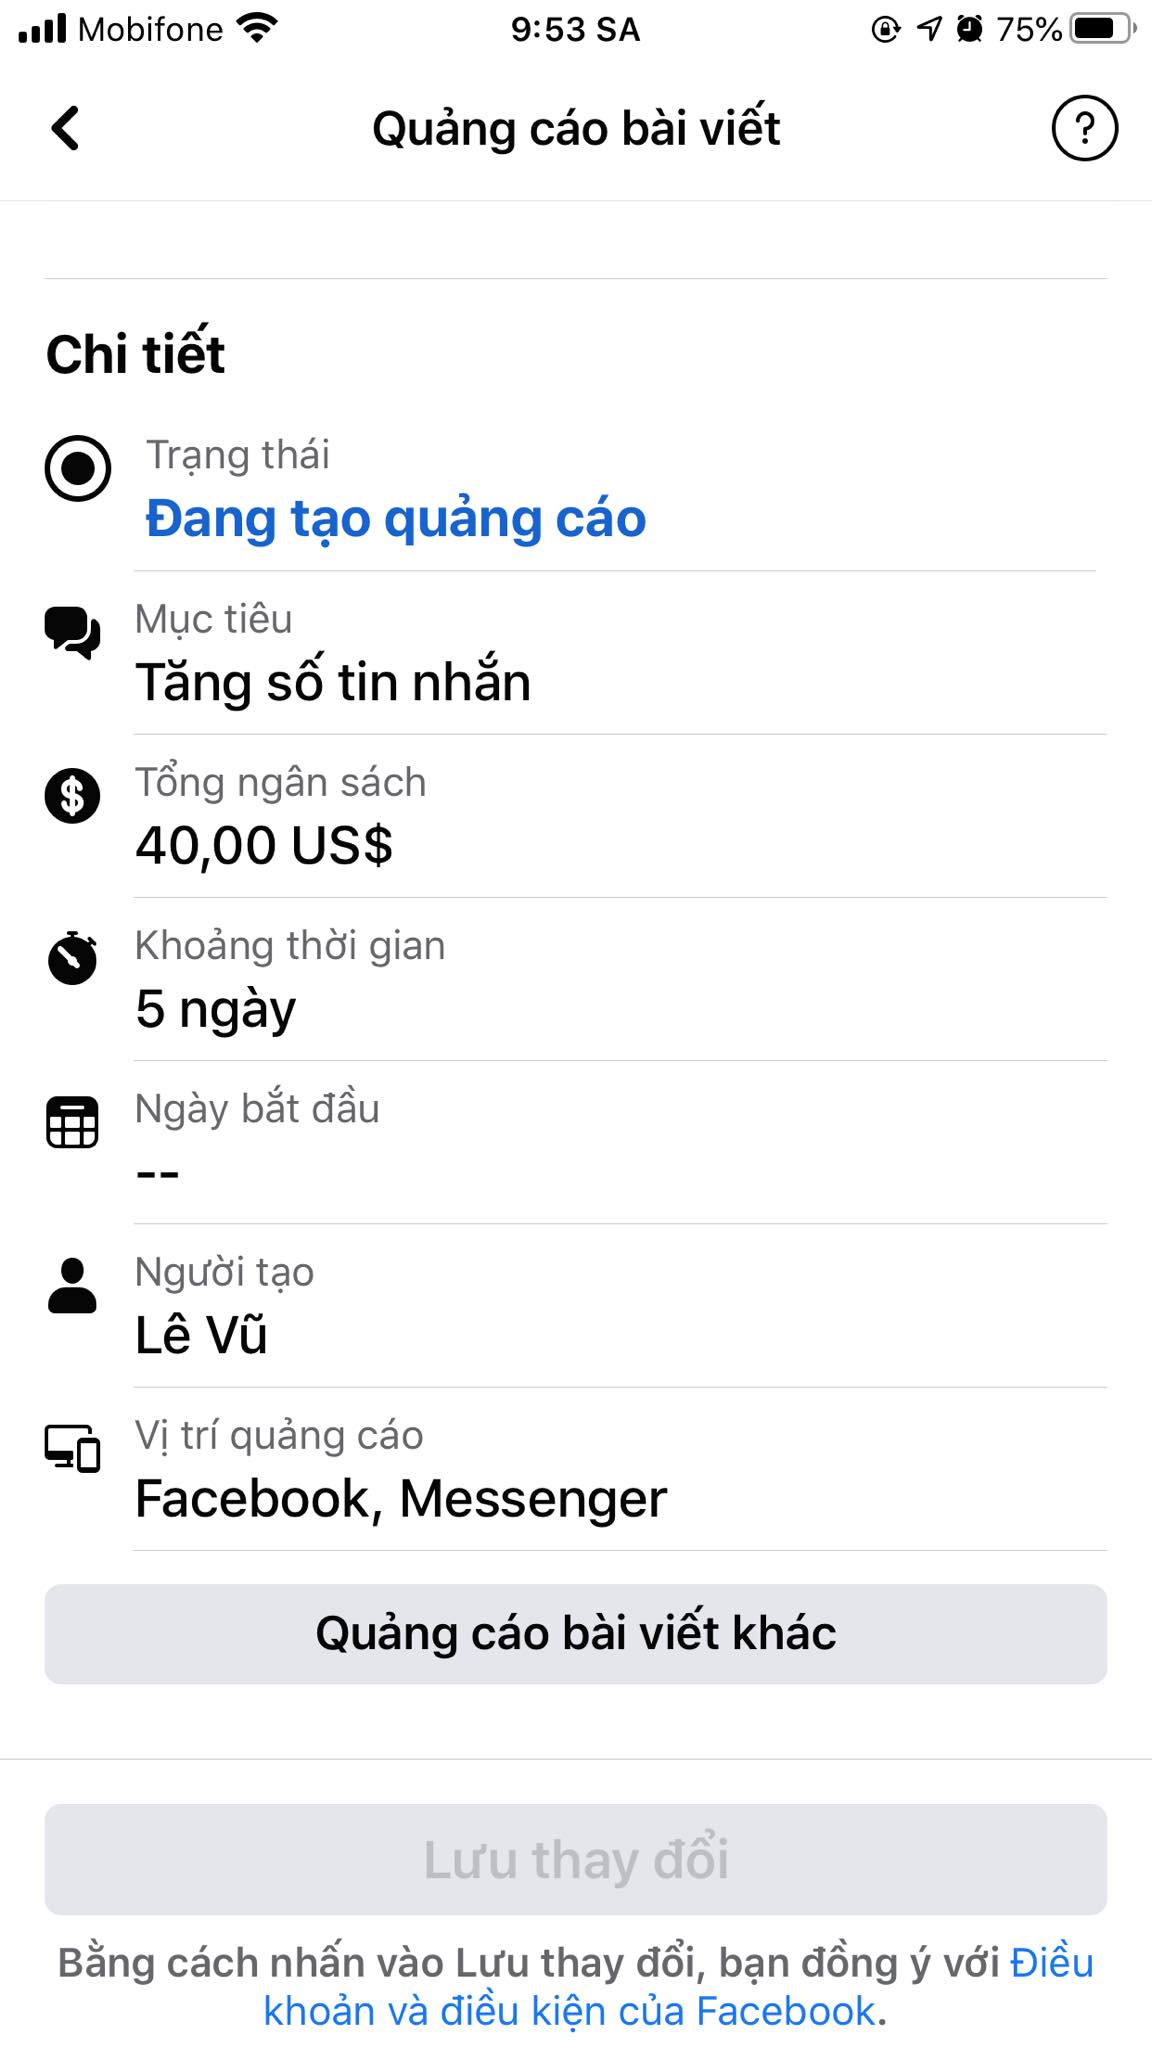 Mobifone 9:53 SA 75%
Quảng cáo bài viết ?
Chi tiết
Trạng thái
Đang tạo quảng cáo
Mục tiêu
Tăng số tin nhắn
$ Tổng ngân sách
40,00 US$
Khoảng thời gian
5 ngày
Ngày bắt đầu
--
Người tạo
Lê Vũ
Vị trí quảng cáo
Facebook, Messenger
Quảng cáo bài viết khác
Lưu thay đổi
Bằng cách nhấn vào Lưu thay đổi, bạn đồng ý với Điều
khoản và điều kiện của Facebook.